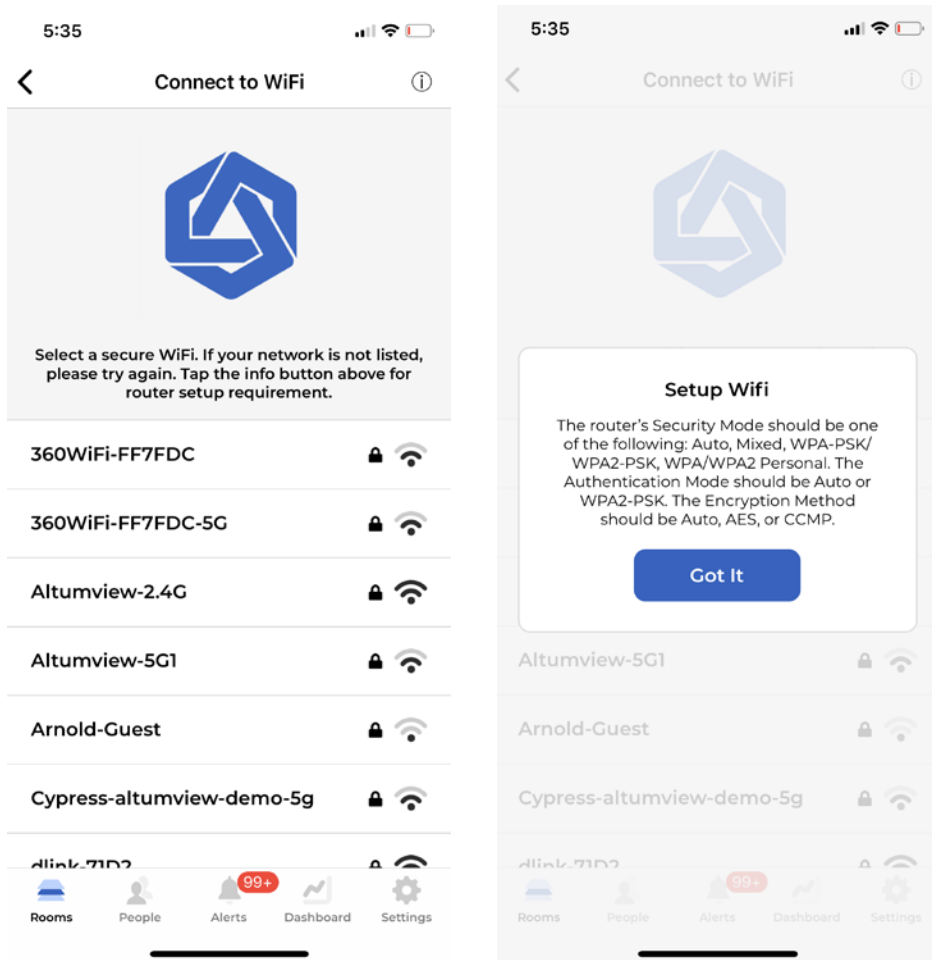 5:35
Connect to WiFi
Select a secure WiFi. If your network is not listed,
please try again. Tap the info button above for
router setup requirement.
360WiFi-FF7FDC
360WiFi-FF7FDC-5G
Altumview-2.4G
Altumview-5G1
Arnold-Guest
Cypress-altumview-demo-5g
dlink-71D2
99+
Rooms People Alerts Dashboard Settings
5:35
Connect to WiFi
Setup Wifi
The router's Security Mode should be one
of the following: Auto, Mixed, WPA-PSK/
WPA2-PSK, WPA/WPA2 Personal. The
Authentication Mode should be Auto or
WPA2-PSK. The Encryption Method
should be Auto, AES, or CCMP.
Got It
Altumview-5G1
Arnold-Guest
Cypress-altumview-demo-5g
dlink-71D2
99+
Rooms People Alerts Dashboard Settings